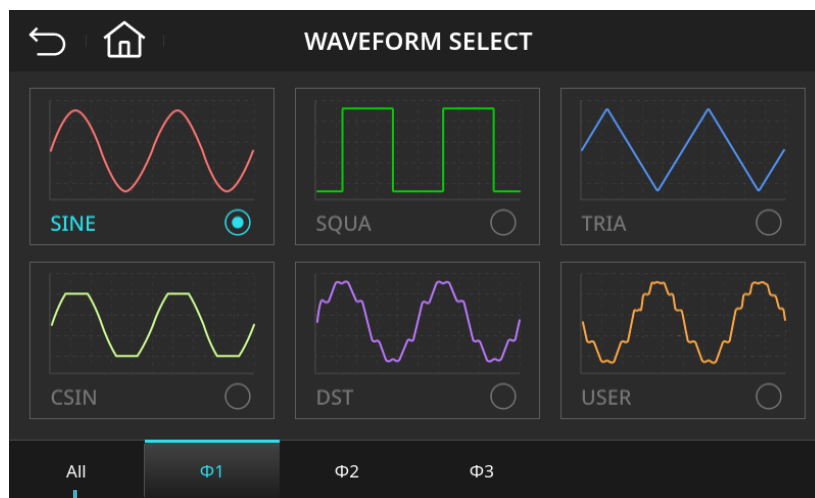 WAVEFORM SELECT
SINE
SQUA
TRIA
CSIN
DST
USER
All
Φ1
Φ2
Φ3